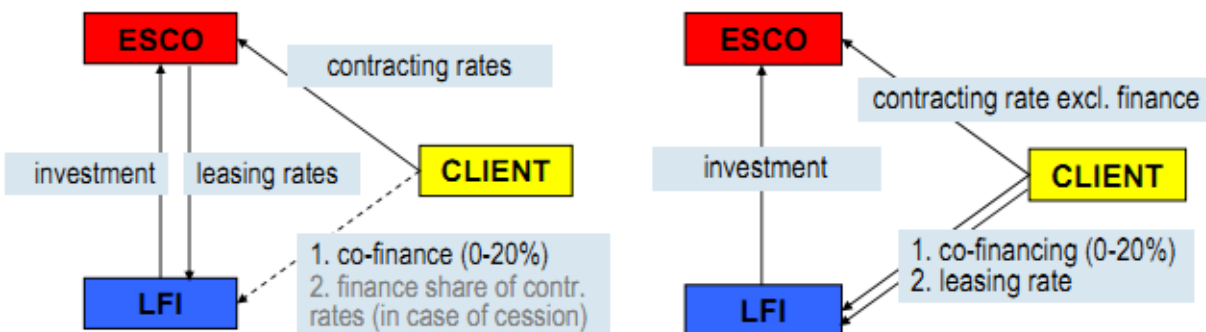 ESCO
contracting rates
investment
leasing rates
CLIENT
1. co-finance (0-20%)
2. finance share of contr.
rates (in case of cession)
LFI
ESCO
contracting rate excl. finance
investment
CLIENT
1. co-financing (0-20%)
2. leasing rate
LFI